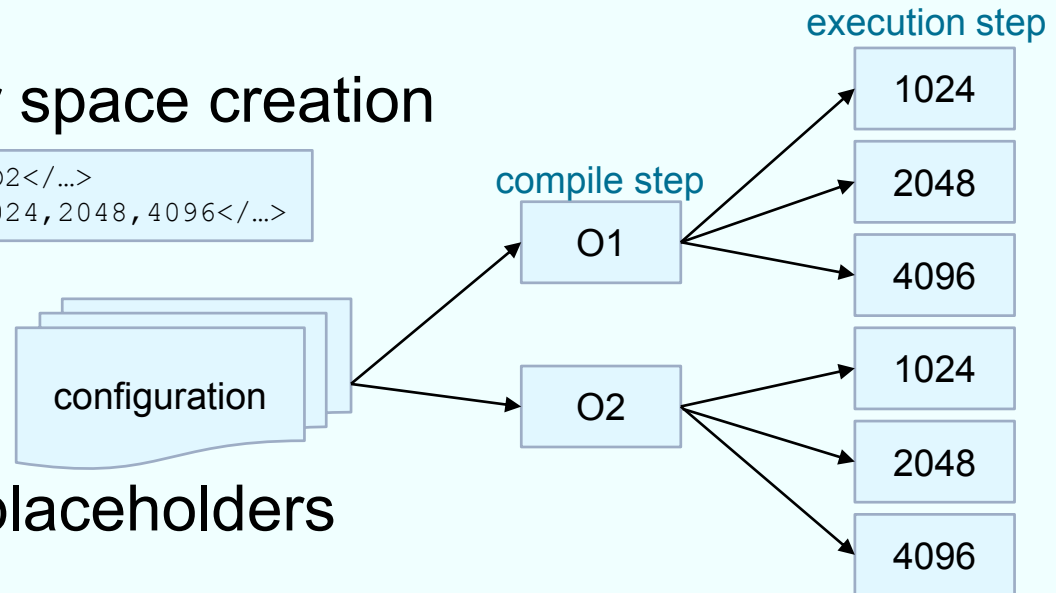 execution step
space creation
2</…>
24,2048,4096</…>
compile step
configuration
O1
O2
1024
2048
4096
1024
2048
4096
placeholders